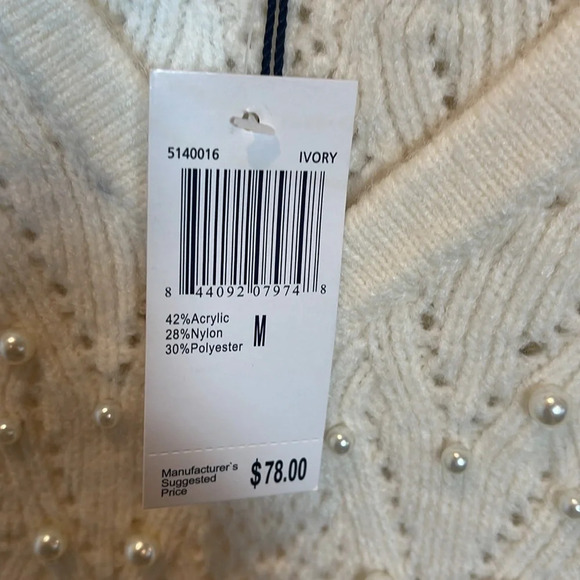 5140016 IVORY
8 44092 07974 8
42%Acrylic
28%Nylon M
30%Polyester
Manufacturer`s
Suggested
Price
$78.00